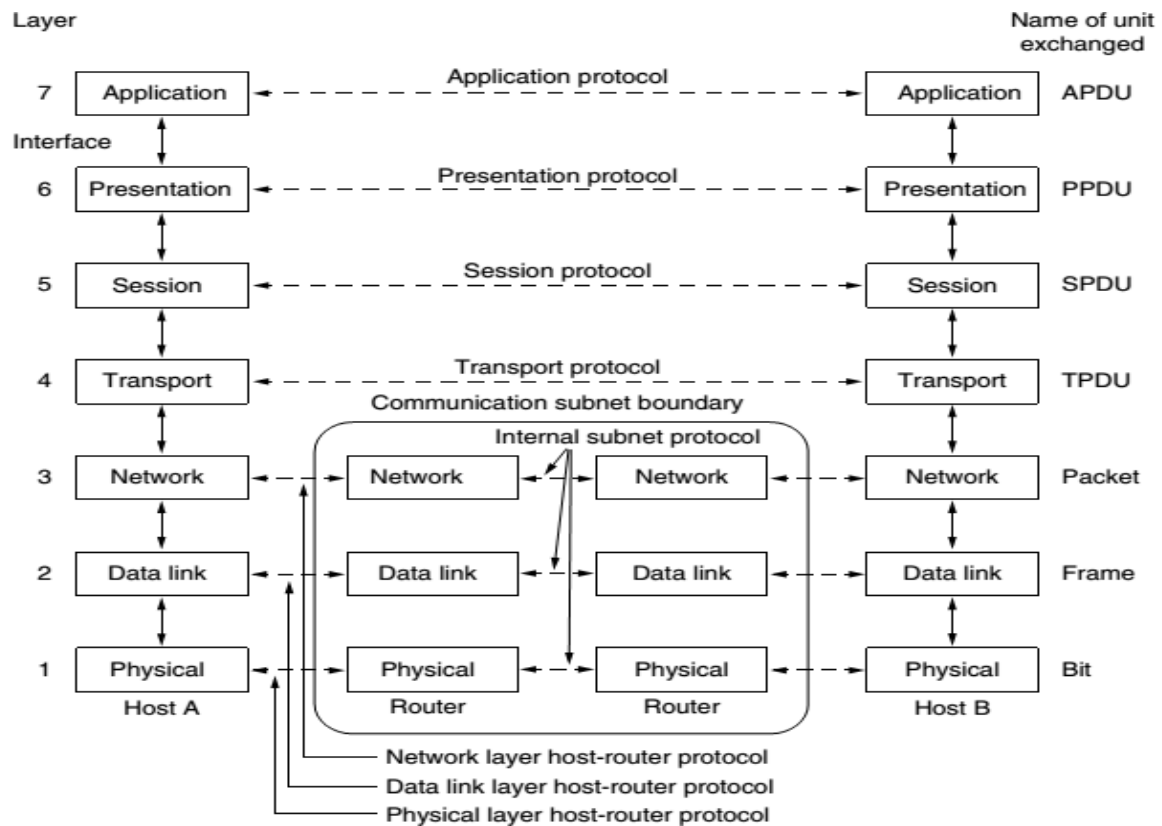 Layer
Name of unit
exchanged
Application protocol
7 Application Application APDU
Interface
Presentation protocol
6 Presentation Presentation PPDU
Session protocol
5 Session Session SPDU
Transport protocol
4 Transport Transport TPDU
Communication subnet boundary
Internal subnet protocol
3 Network Network Network Network Packet
2 Data link Data link Data link Data link Frame
1 Physical Physical Physical Physical Bit
Host A Router Router Host B
Network layer host-router protocol
Data link layer host-router protocol
Physical layer host-router protocol